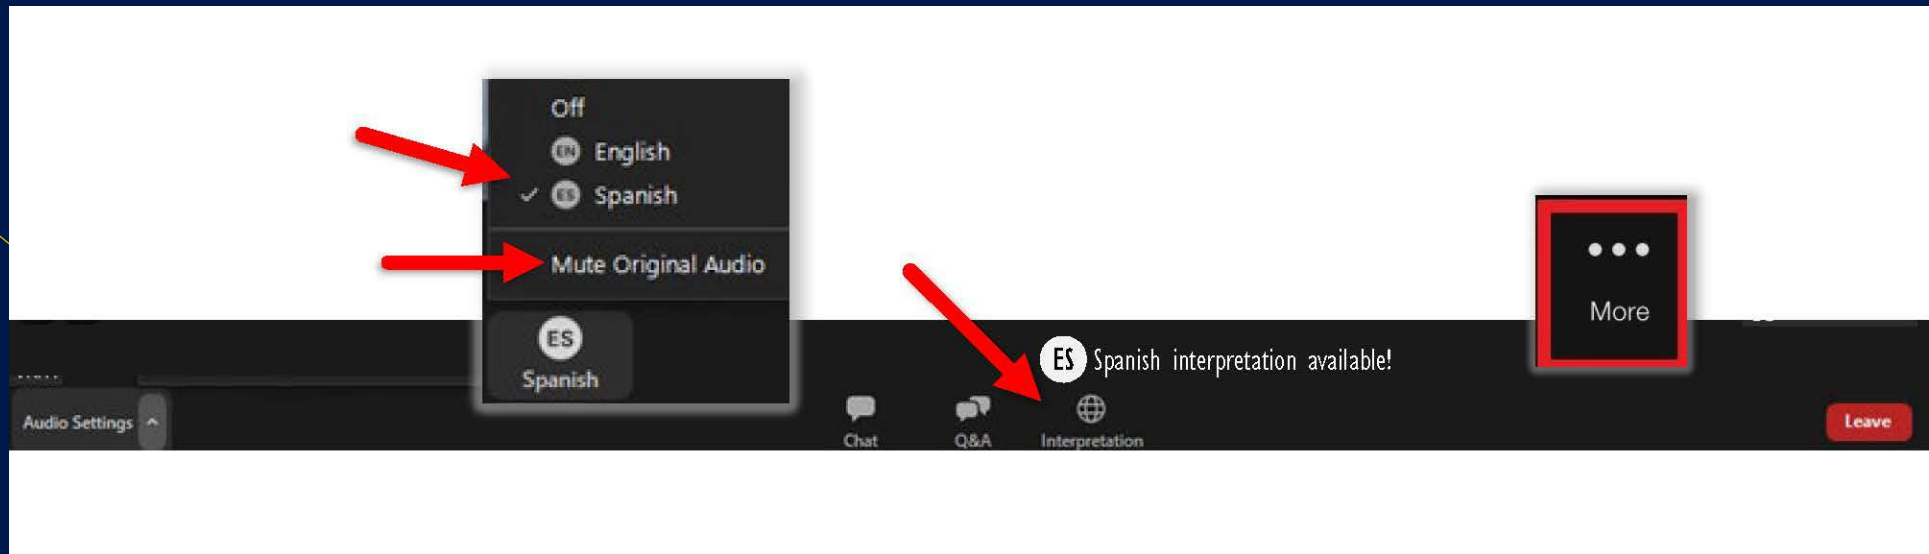 Off
EN English
ES Spanish
Mute Original Audio
ES
Spanish
More
ES Spanish interpretation available!
Audio Settings
Chat
Q&A
Interpretation
Leave